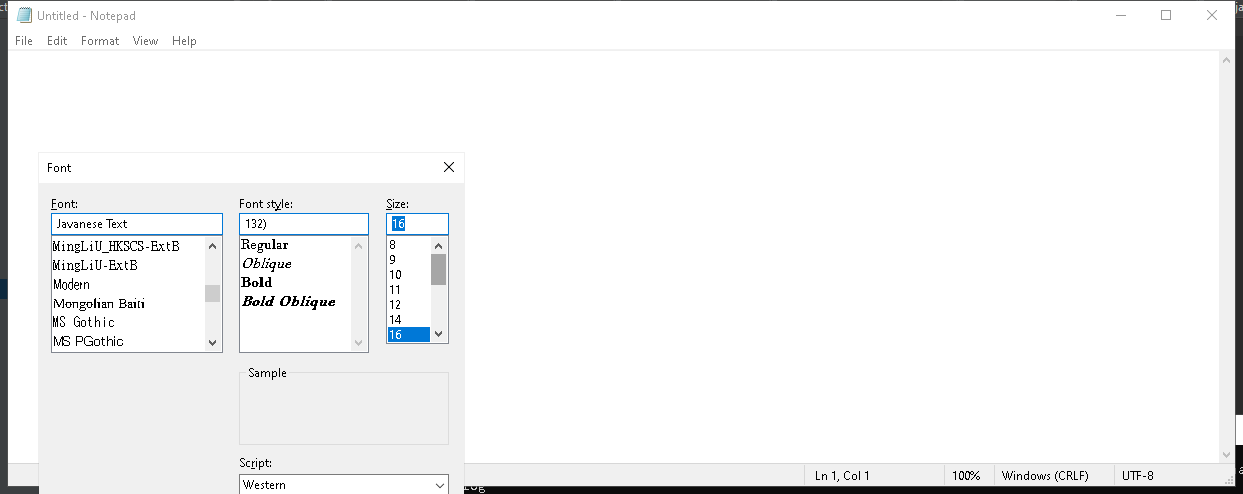 Untitled - Notepad
File Edit Format View Help
Font
Font: Font style: Size:
Javanese Text 132) 16
MingLiU_HKSCS-ExtB
MingLiU-ExtB
Modern
Mongolian Baiti
MS Gothic
MS PGothic
Regular
Oblique
Bold
Bold Oblique
8
9
10
11
12
14
16
Sample
Script:
Western
Ln 1, Col 1 100% Windows (CRLF) UTF-8